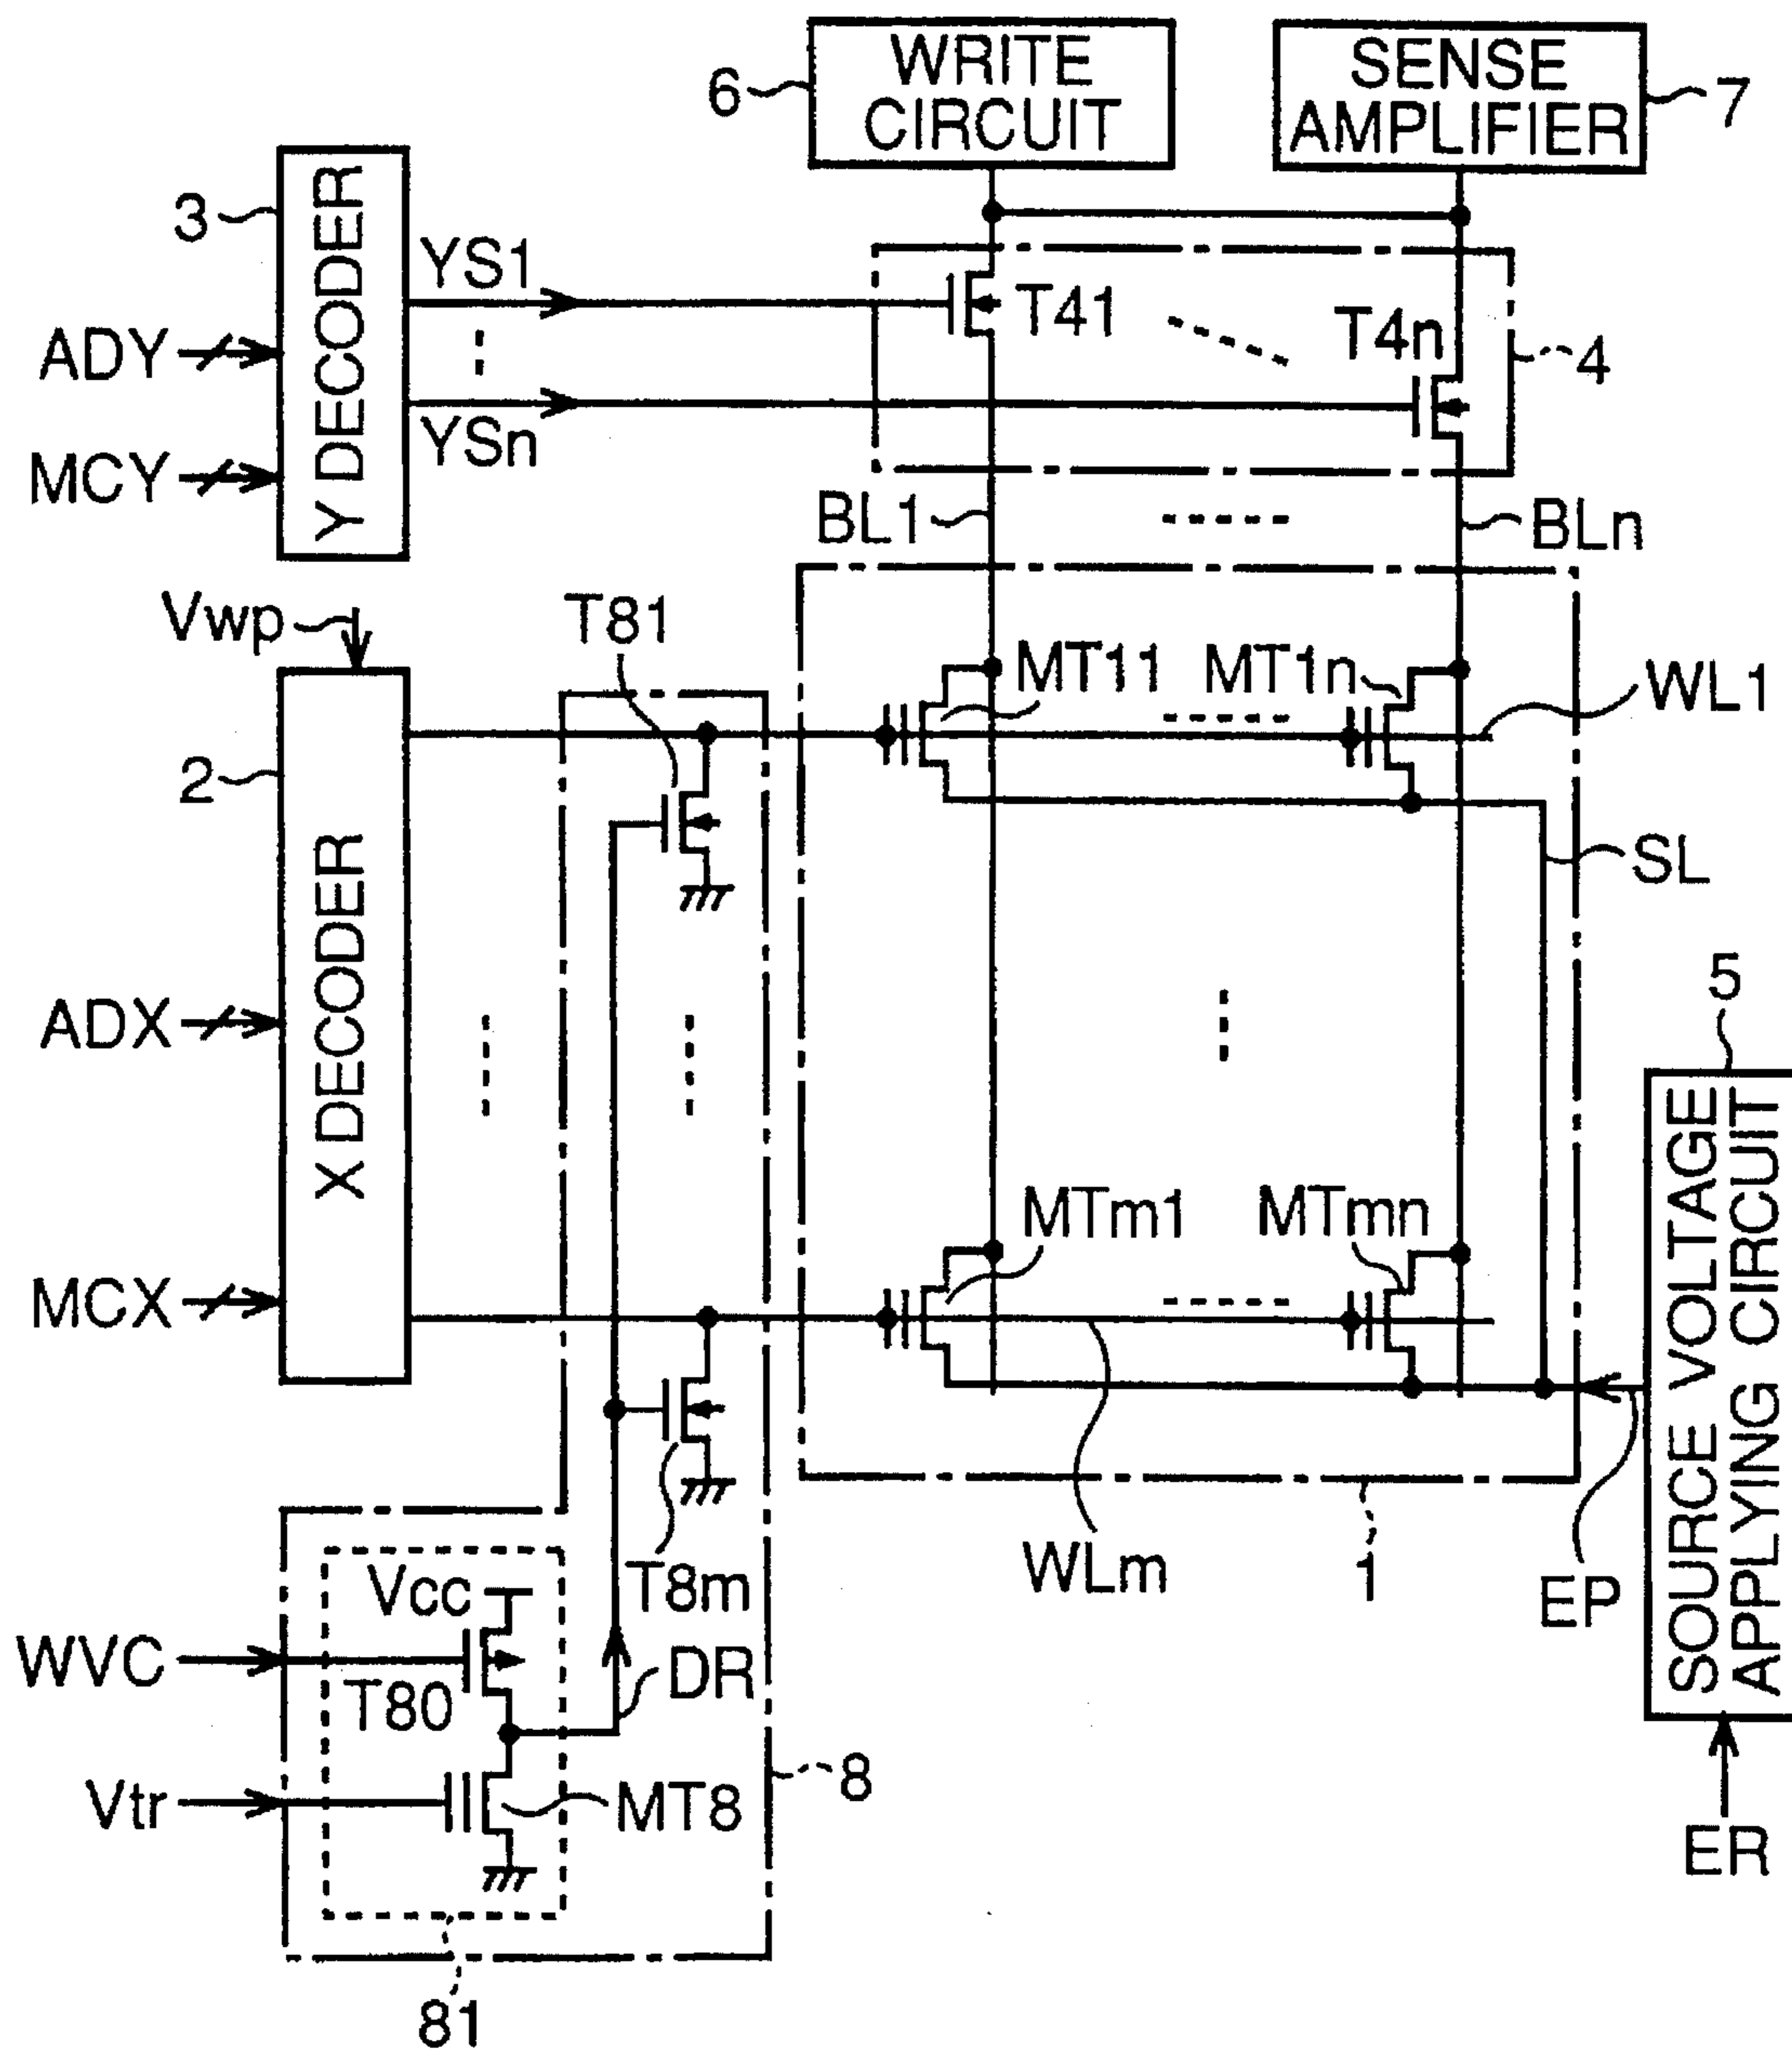 WRITE
CIRCUIT
6
SENSE
AMPLIFIER
7
3
Y DECODER
YS1
YSn
ADY
MCY
T41
T4n
4
BL1
BLn
Vwp
T81
MT11
MT1n
WL1
2
X DECODER
SL
ADX
5
SOURCE VOLTAGE
APPLYING CIRCUIT
MCX
MTm1
MTmn
T8m
WLm
1
EP
Vcc
WVC
T80
DR
Vtr
MT8
8
ER
81